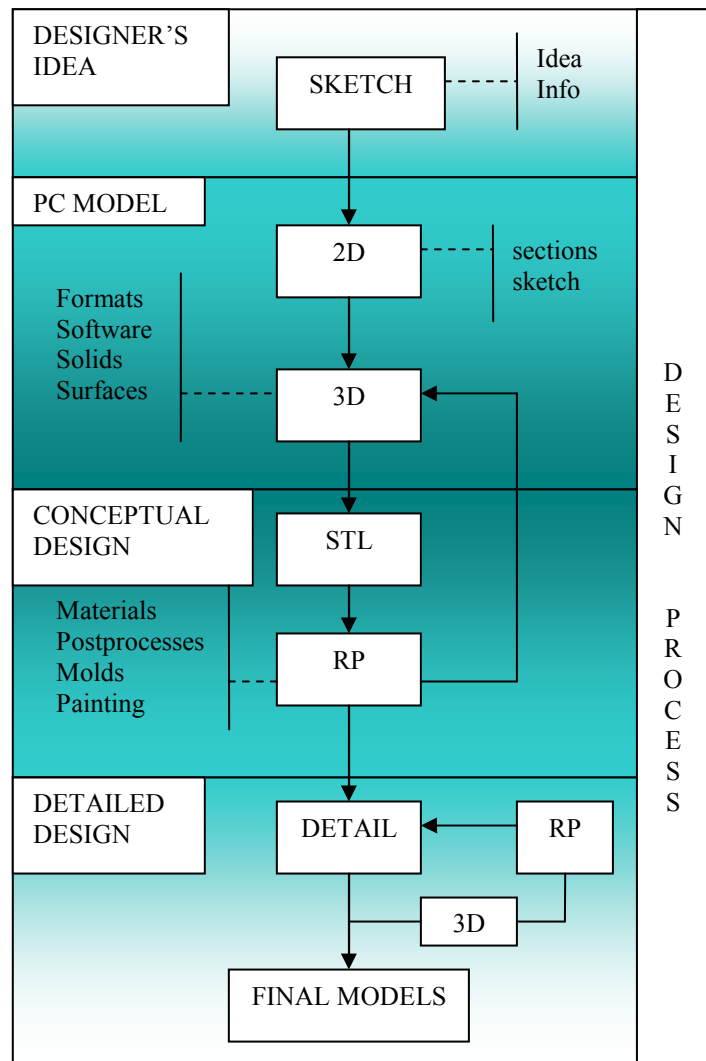 DESIGNER’S
IDEA
SKETCH
Idea
Info
PC MODEL
2D
sections
sketch
Formats
Software
Solids
Surfaces
3D
CONCEPTUAL
DESIGN
STL
Materials
Postprocesses
Molds
Painting
RP
DETAILED
DESIGN
DETAIL
RP
3D
FINAL MODELS
D
E
S
I
G
N
P
R
O
C
E
S
S